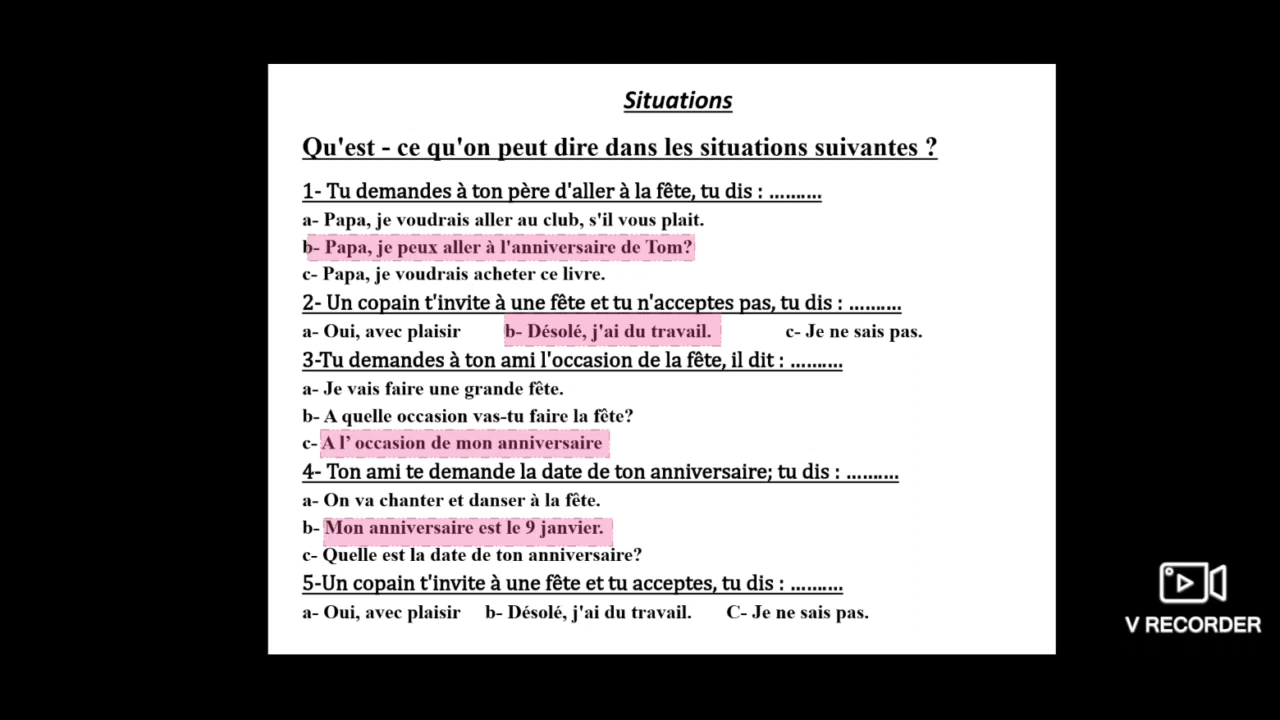 Situations
Qu'est - ce qu'on peut dire dans les situations suivantes ?
1- Tu demandes à ton père d'aller à la fête, tu dis : ..........
a- Papa, je voudrais aller au club, s'il vous plait.
b- Papa, je peux aller à l'anniversaire de Tom?
c- Papa, je voudrais acheter ce livre.
2- Un copain t'invite à une fête et tu n'acceptes pas, tu dis : ..........
a- Oui, avec plaisir b- Désolé, j'ai du travail. c- Je ne sais pas.
3-Tu demandes à ton ami l'occasion de la fête, il dit : ..........
a- Je vais faire une grande fête.
b- A quelle occasion vas-tu faire la fête?
c- A l' occasion de mon anniversaire
4- Ton ami te demande la date de ton anniversaire; tu dis : ..........
a- On va chanter et danser à la fête.
b- Mon anniversaire est le 9 janvier.
c- Quelle est la date de ton anniversaire?
5-Un copain t'invite à une fête et tu acceptes, tu dis : ..........
a- Oui, avec plaisir b- Désolé, j'ai du travail. C- Je ne sais pas.
V RECORDER